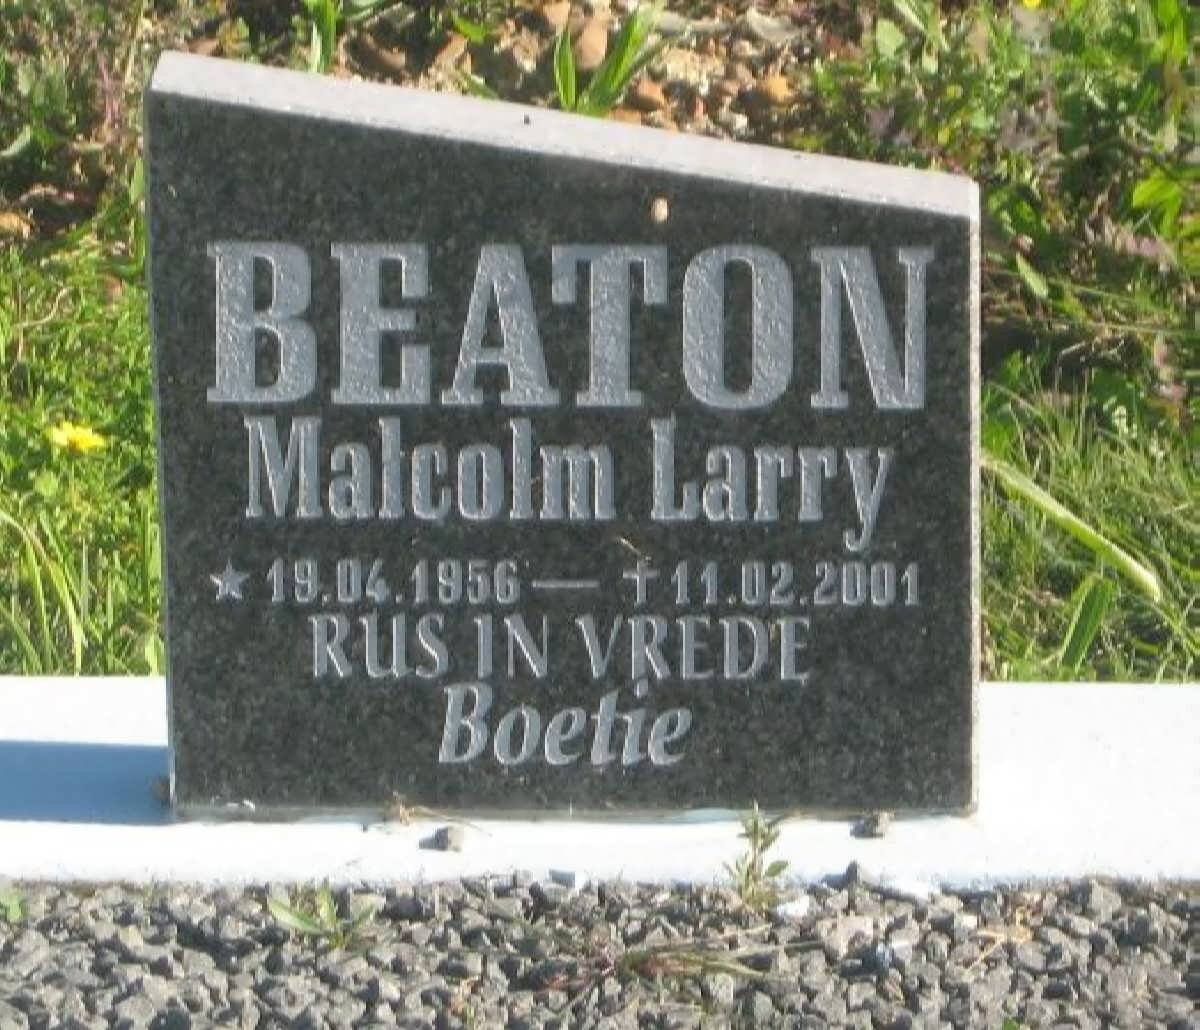 BEATON
Malcolm Larry
★ 19.04.1956 — †11.02.2001
RUS IN VREDE
Boetie